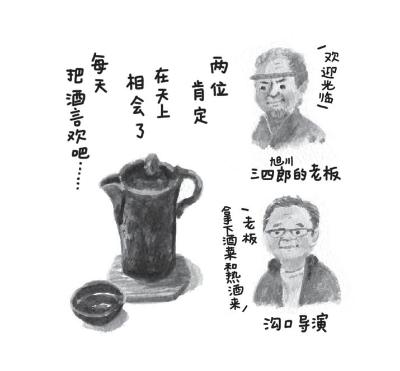 欢迎光临
旭川
三四郎的老板
老板
拿下酒菜和热酒来
沟口导演
两位
肯定
在天上
相会了
每天
把酒言欢吧……